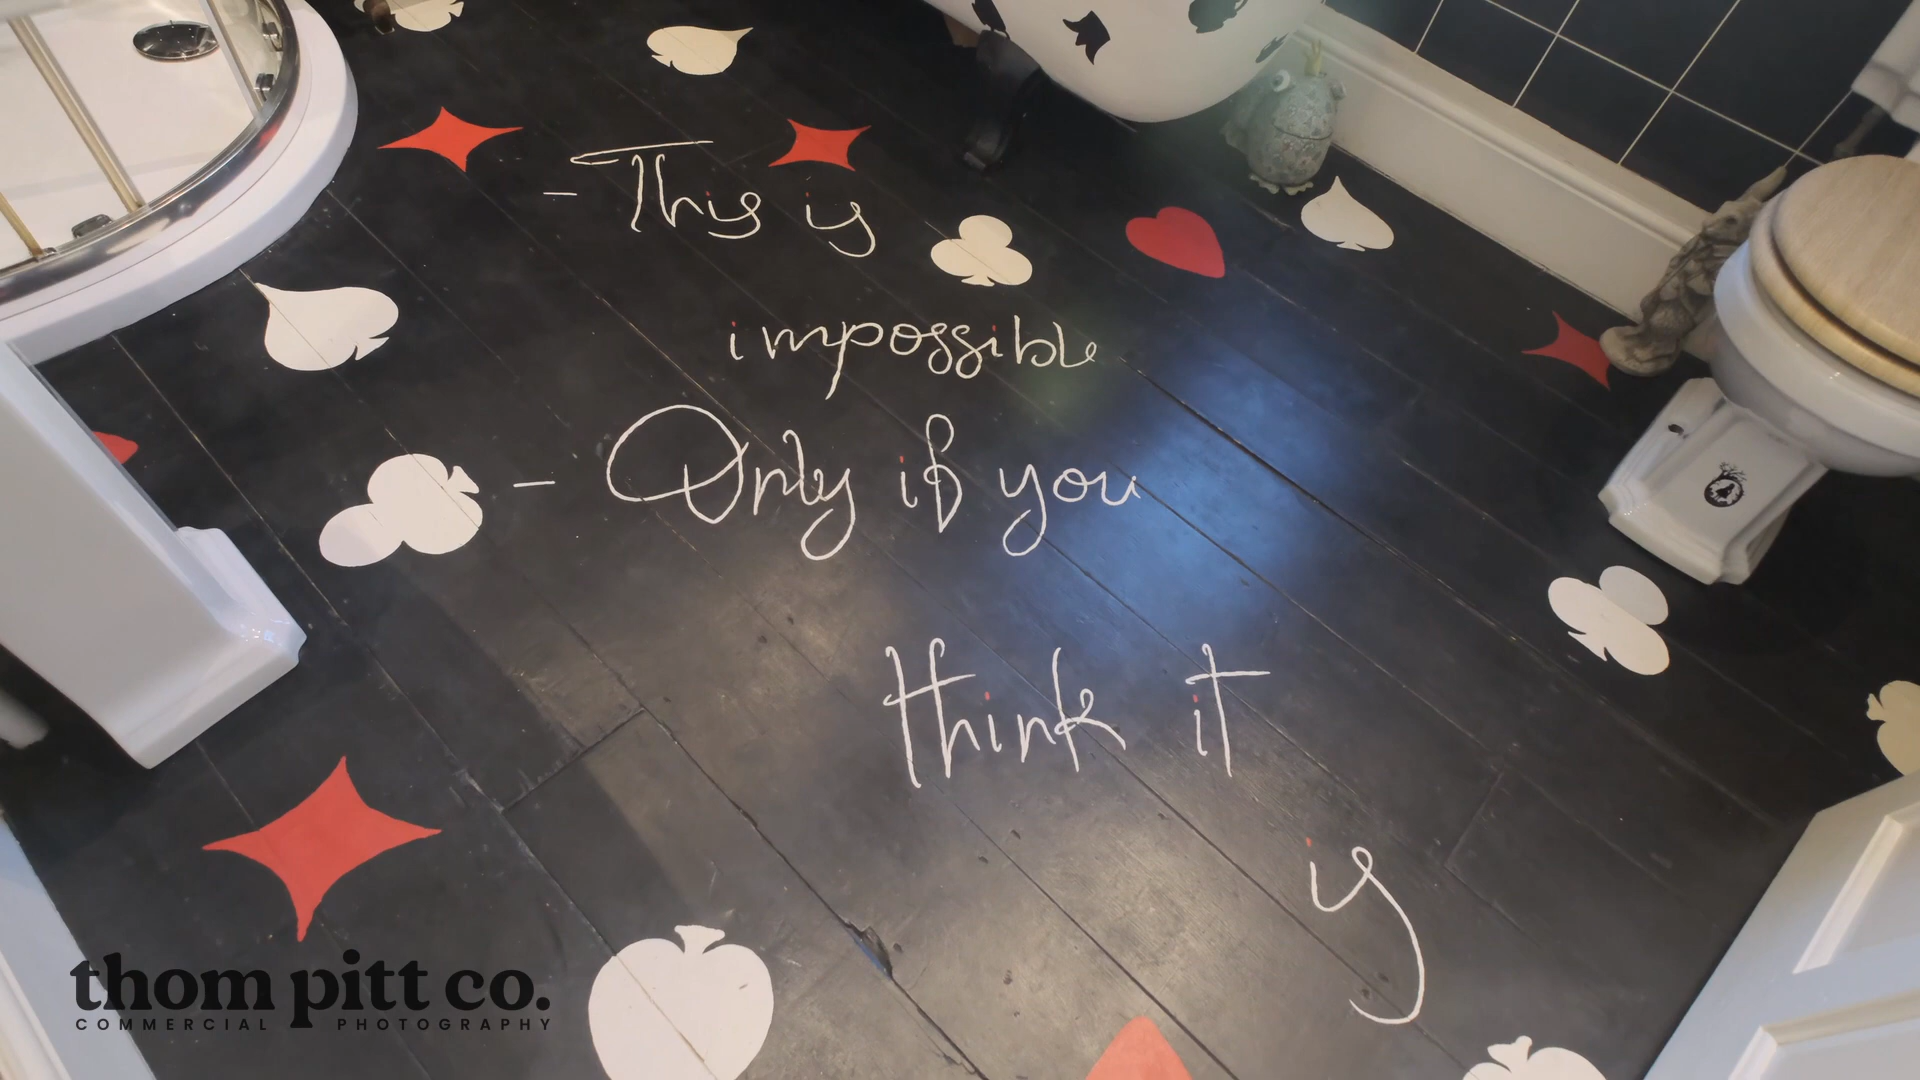 - This is
impossible
- Only if you
think it
is
thom pitt co.
COMMERCIAL PHOTOGRAPHY